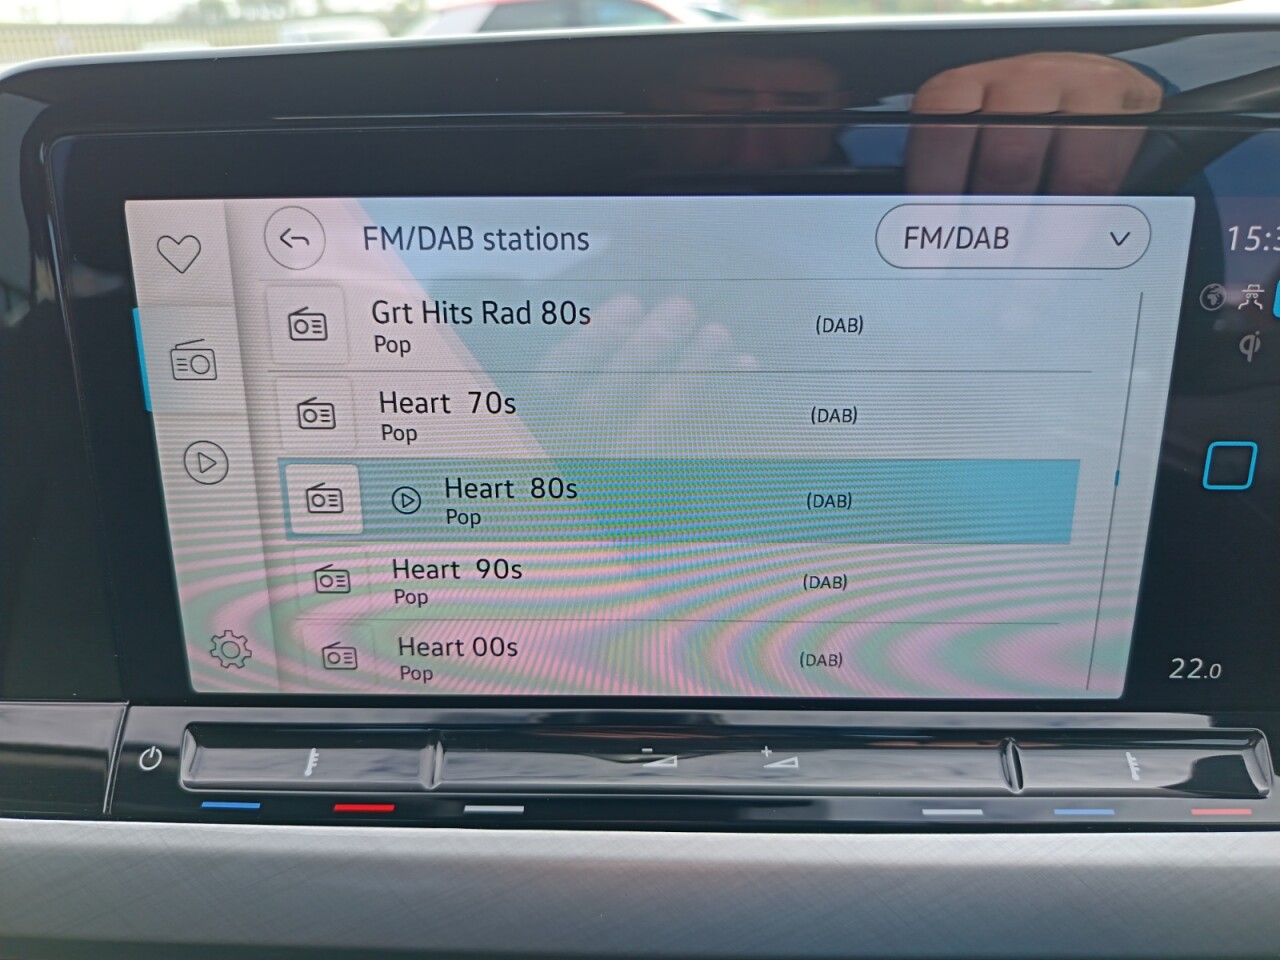 FM/DAB stations
FM/DAB
Grt Hits Rad 80s
Pop
(DAB)
Heart 70s
Pop
(DAB)
Heart 80s
Pop
(DAB)
Heart 90s
Pop
(DAB)
Heart 00s
Pop
(DAB)
qi
22.0
- +